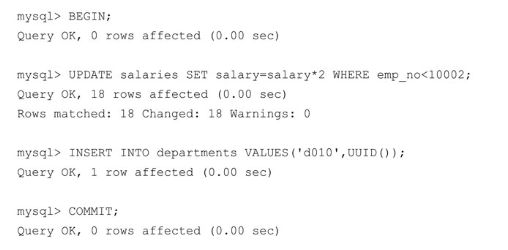 mysql> BEGIN;
Query OK, 0 rows affected (0.00 sec)
mysql> UPDATE salaries SET salary=salary*2 WHERE emp_no<10002;
Query OK, 18 rows affected (0.00 sec)
Rows matched: 18 Changed: 18 Warnings: 0
mysql> INSERT INTO departments VALUES('d010',UUID());
Query OK, 1 row affected (0.00 sec)
mysql> COMMIT;
Query OK, 0 rows affected (0.00 sec)